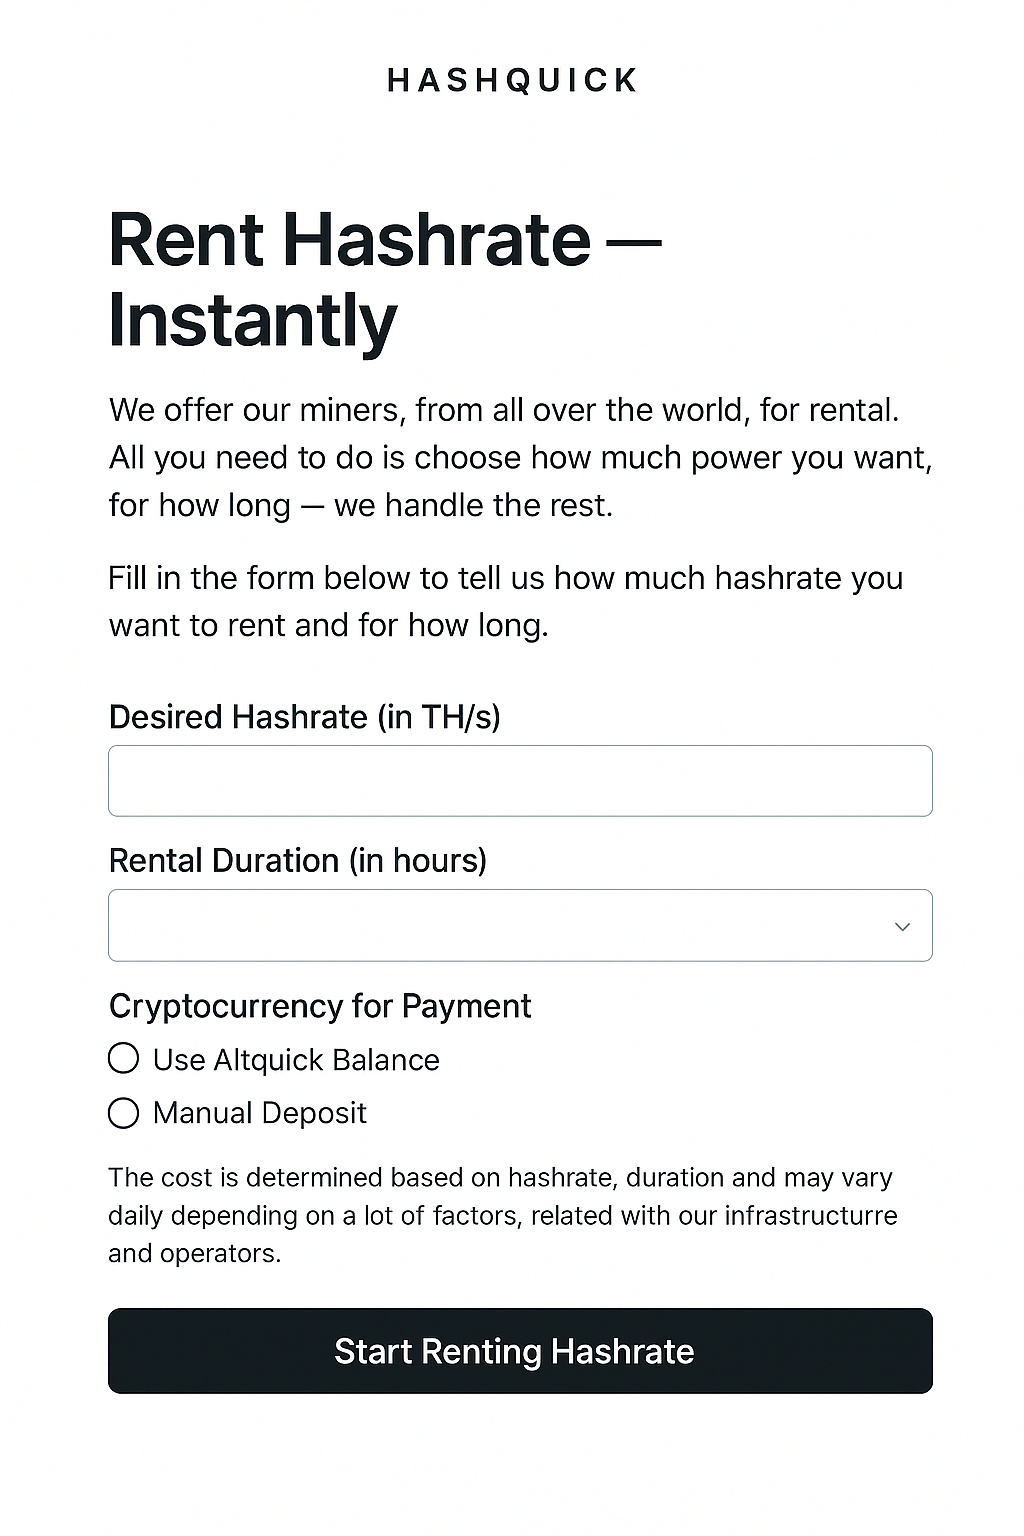 HASHQUICK
Rent Hashrate —
Instantly
We offer our miners, from all over the world, for rental.
All you need to do is choose how much power you want,
for how long — we handle the rest.
Fill in the form below to tell us how much hashrate you
want to rent and for how long.
Desired Hashrate (in TH/s)
Rental Duration (in hours)
Cryptocurrency for Payment
Use Altquick Balance
Manual Deposit
The cost is determined based on hashrate, duration and may vary
daily depending on a lot of factors, related with our infrastructurre
and operators.
Start Renting Hashrate